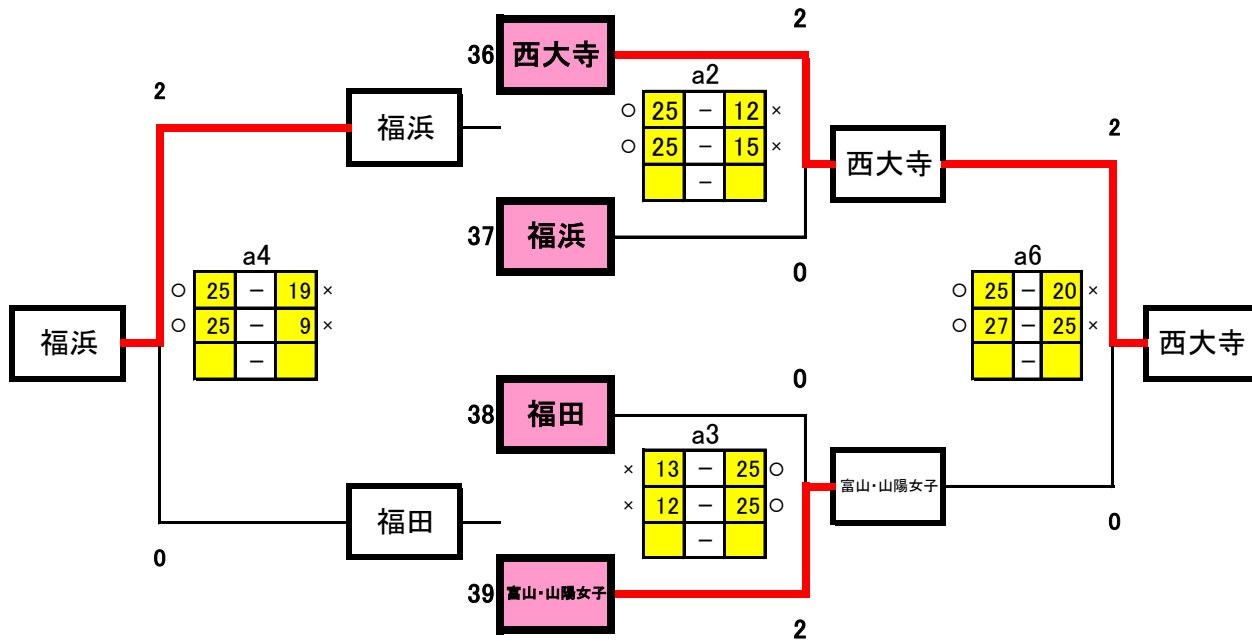 2
36 西大寺
a2
○ 25 － 12 ×
○ 25 － 15 ×
－
2
福浜
西大寺
2
37 福浜
0
a4
○ 25 － 19 ×
○ 25 － 9 ×
－
福浜
a6
○ 25 － 20 ×
○ 27 － 25 ×
－
西大寺
0
38 福田
a3
× 13 － 25 ○
× 12 － 25 ○
－
富山・山陽女子
福田
0
0
39 富山・山陽女子
2